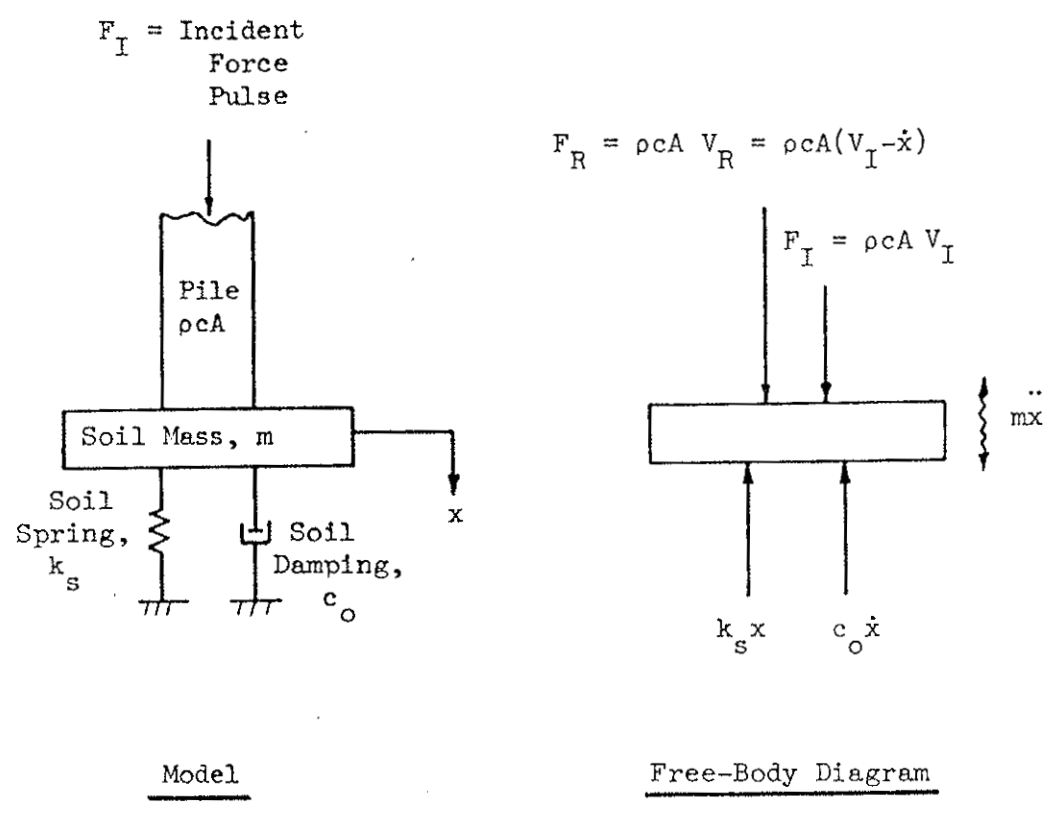 F_I = Incident
Force
Pulse
F_R = ρcA V_R = ρcA(V_I-ẋ)
F_I = ρcA V_I
Pile
ρcA
Soil Mass, m
mẍ
x
Soil
Spring,
k_s
Soil
Damping,
c_o
k_s x
c_o ẋ
Model
Free-Body Diagram